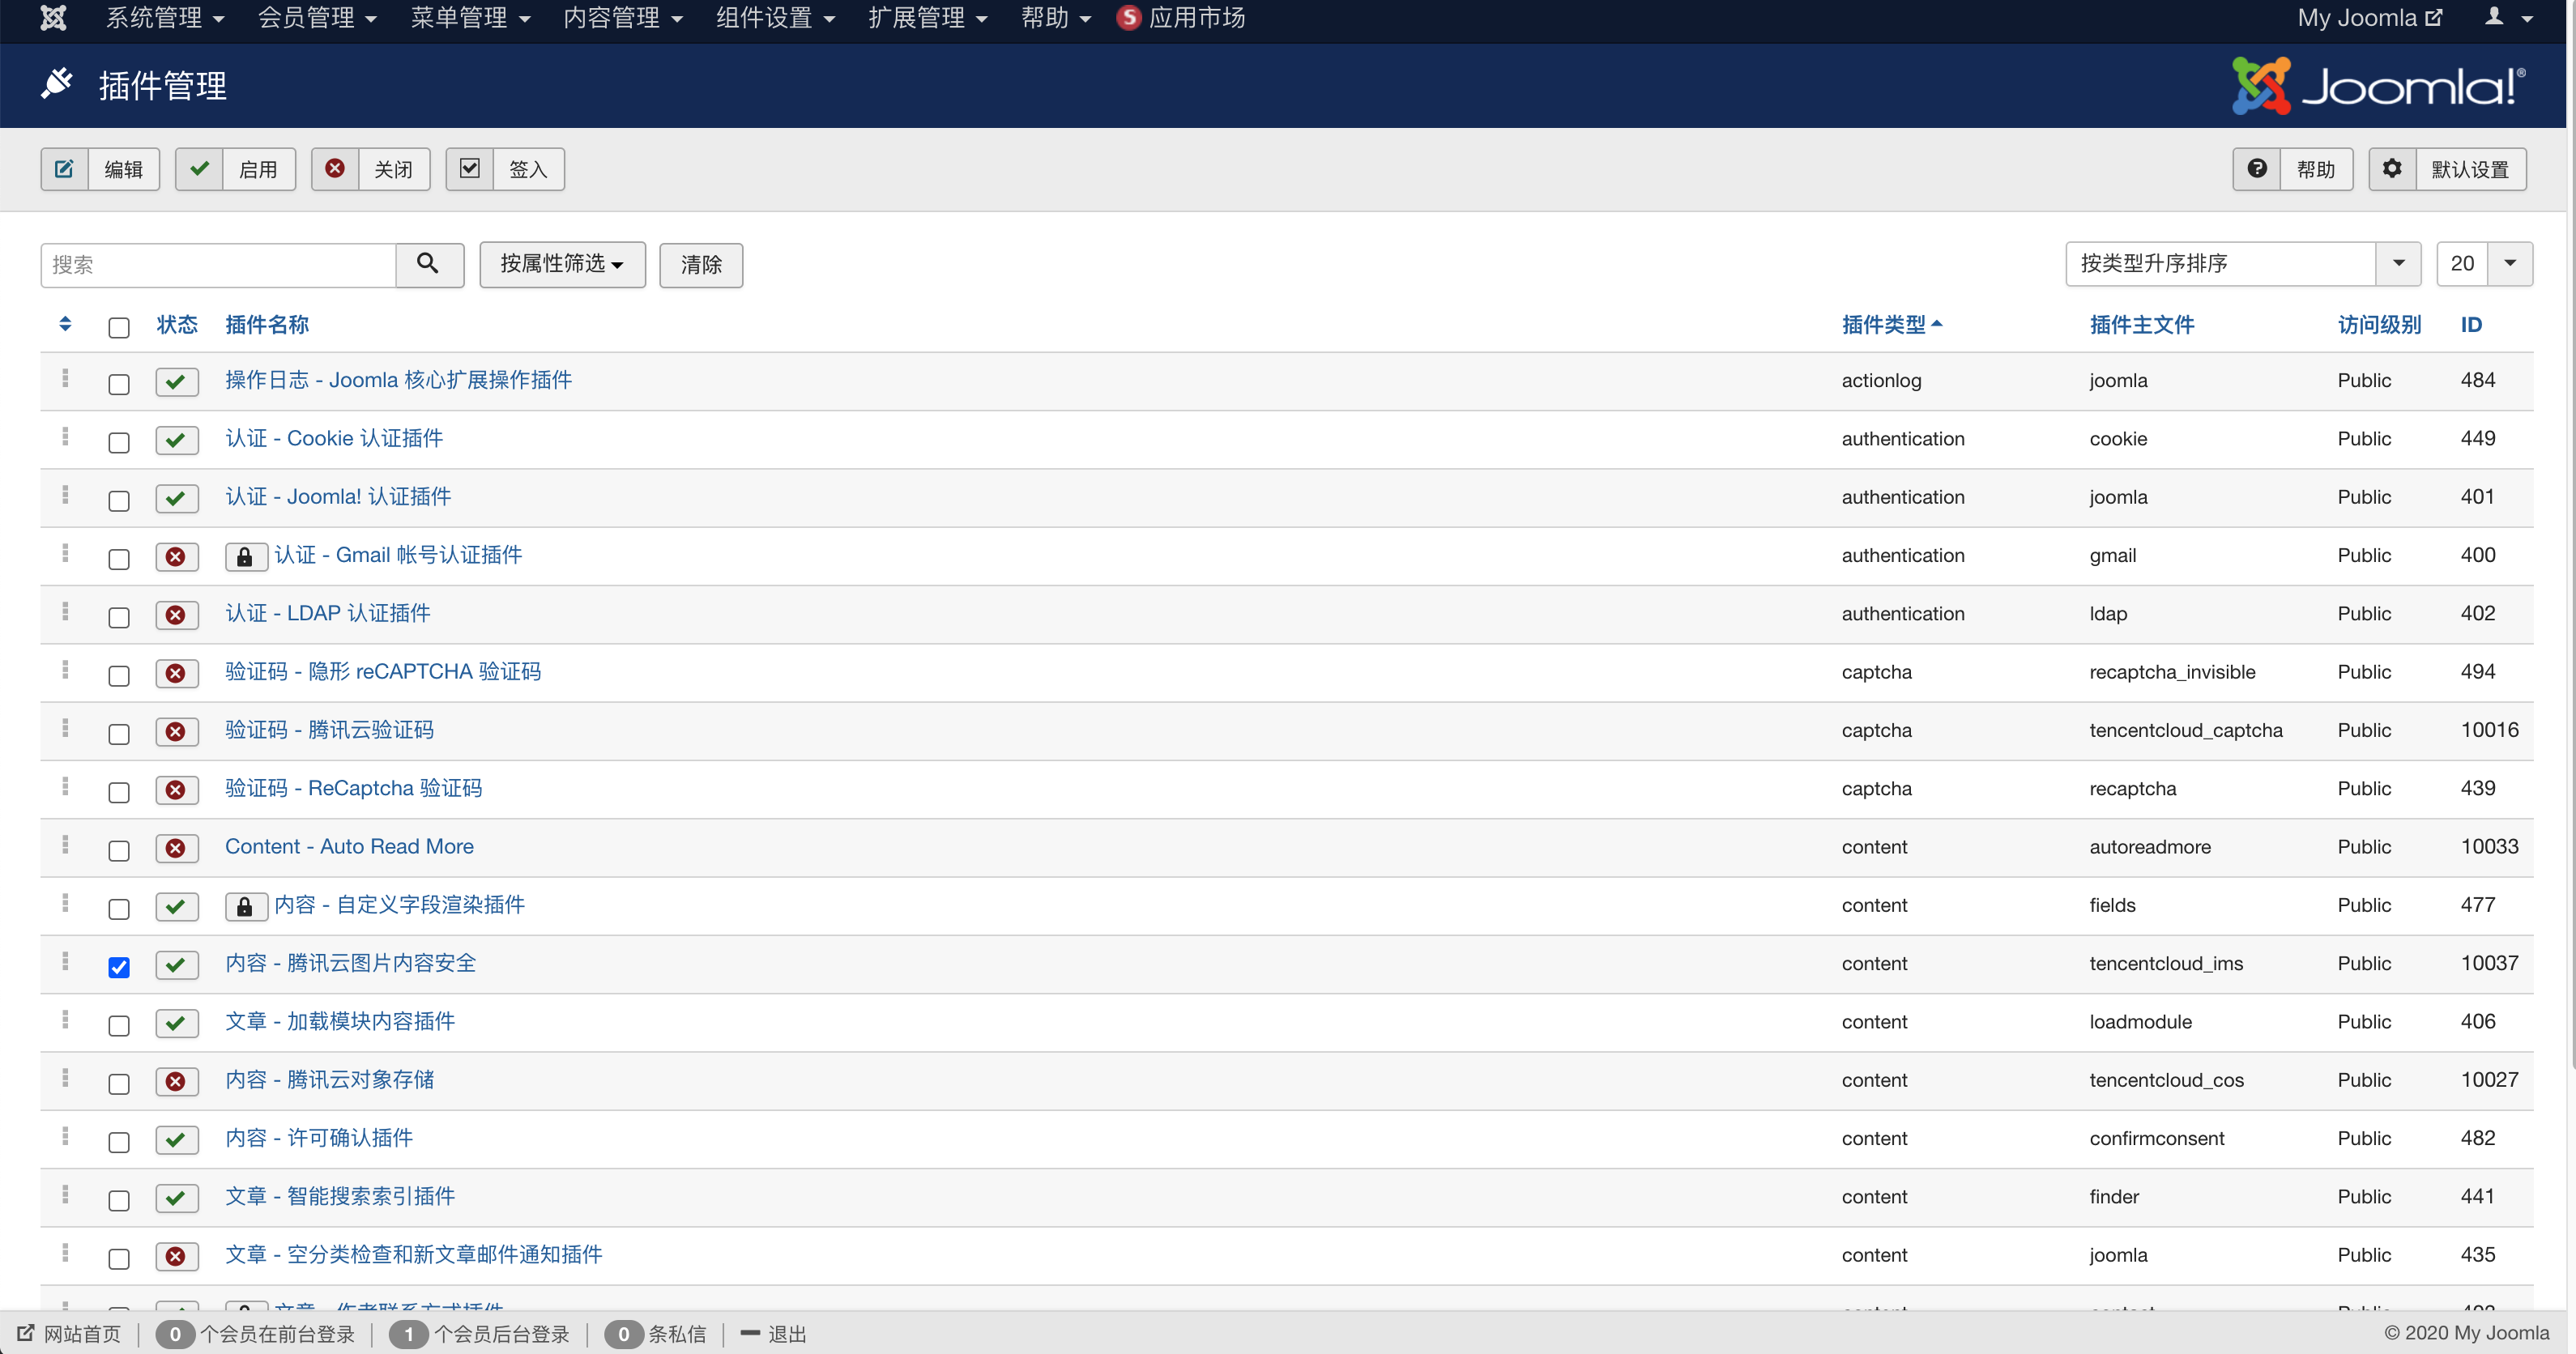 系统管理 会员管理 菜单管理 内容管理 组件设置 扩展管理 帮助 S 应用市场 My Joomla
插件管理 Joomla!®
编辑 启用 关闭 签入 帮助 默认设置
搜索 按属性筛选 清除 按类型升序排序 20
状态 插件名称 插件类型 插件主文件 访问级别 ID
操作日志 - Joomla 核心扩展操作插件 actionlog joomla Public 484
认证 - Cookie 认证插件 authentication cookie Public 449
认证 - Joomla! 认证插件 authentication joomla Public 401
认证 - Gmail 帐号认证插件 authentication gmail Public 400
认证 - LDAP 认证插件 authentication ldap Public 402
验证码 - 隐形 reCAPTCHA 验证码 captcha recaptcha_invisible Public 494
验证码 - 腾讯云验证码 captcha tencentcloud_captcha Public 10016
验证码 - ReCaptcha 验证码 captcha recaptcha Public 439
Content - Auto Read More content autoreadmore Public 10033
内容 - 自定义字段渲染插件 content fields Public 477
内容 - 腾讯云图片内容安全 content tencentcloud_ims Public 10037
文章 - 加载模块内容插件 content loadmodule Public 406
内容 - 腾讯云对象存储 content tencentcloud_cos Public 10027
内容 - 许可确认插件 content confirmconsent Public 482
文章 - 智能搜索索引插件 content finder Public 441
文章 - 空分类检查和新文章邮件通知插件 content joomla Public 435
网站首页 0 个会员在前台登录 1 个会员后台登录 0 条私信 退出 © 2020 My Joomla